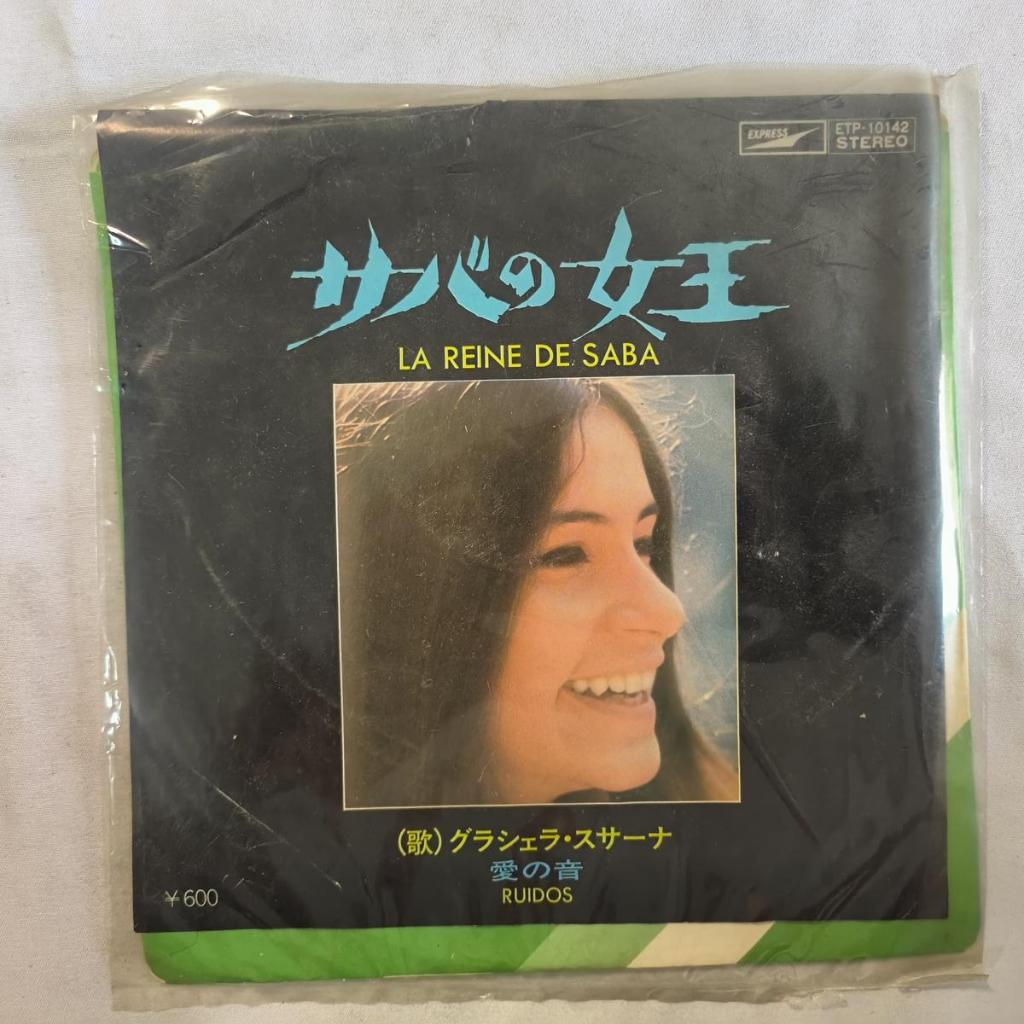 EXPRESS
ETP-10142
STEREO
サバの女王
LA REINE DE SABA
(歌)グラシェラ・スサーナ
愛の音
RUIDOS
¥600